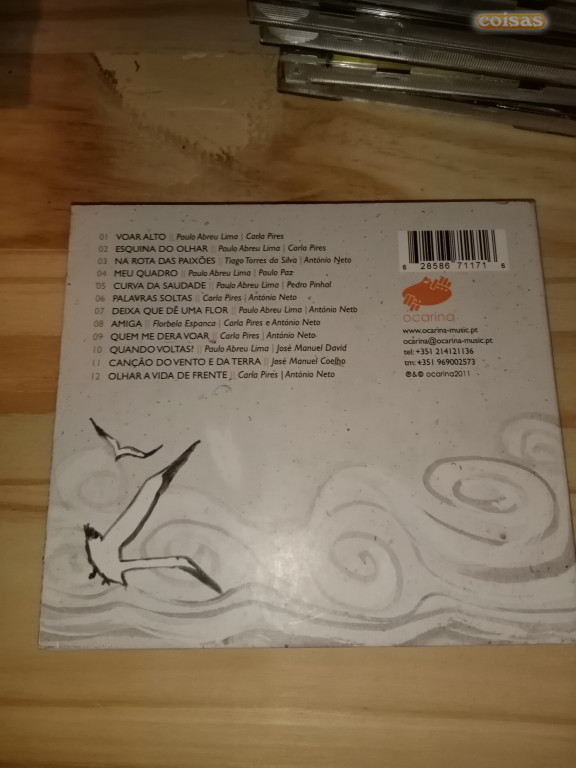 coisas
01 VOAR ALTO || Paulo Abreu Lima | Carla Pires
02 ESQUINA DO OLHAR || Paulo Abreu Lima | Carla Pires
03 NA ROTA DAS PAIXÕES || Tiago Torres da Silva | António Neto
04 MEU QUADRO || Paulo Abreu Lima | Paulo Paz
05 CURVA DA SAUDADE || Paulo Abreu Lima | Pedro Pinhal
06 PALAVRAS SOLTAS || Carla Pires | António Neto
07 DEIXA QUE DÊ UMA FLOR || Paulo Abreu Lima | António Neto
08 AMIGA || Florbela Espanca | Carla Pires e António Neto
09 QUEM ME DERA VOAR || Carla Pires | António Neto
10 QUANDO VOLTAS? || Paulo Abreu Lima | José Manuel David
11 CANÇÃO DO VENTO E DA TERRA || José Manuel Coelho
12 OLHAR A VIDA DE FRENTE || Carla Pires | António Neto
6 28586 71171 6
ocarina
www.ocarina-music.pt
ocarina@ocarina-music.pt
tel: +351 214121136
tm: +351 969002573
℗&© ocarina2011